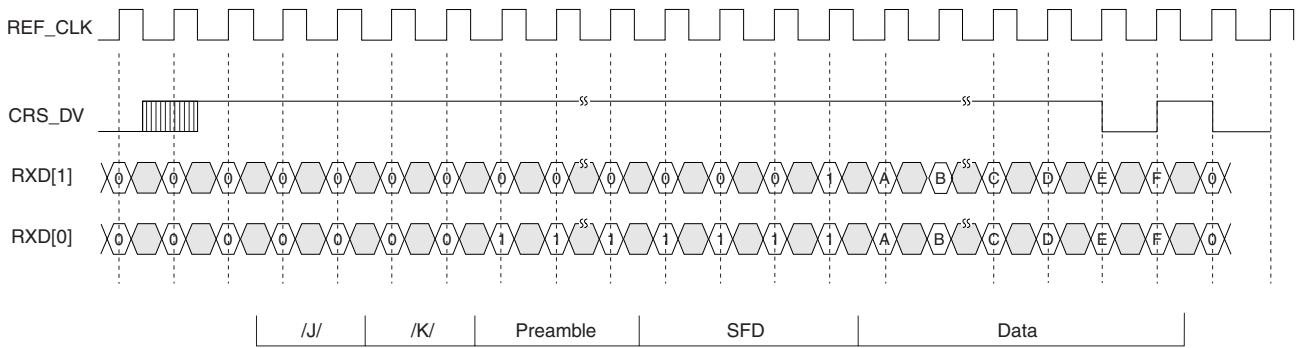 REF_CLK
CRS_DV
RXD[1] 0 0 0 0 0 0 0 0 0 0 0 0 0 1 A B C D E F 0
RXD[0] 0 0 0 0 0 0 0 1 1 1 1 1 1 1 A B C D E F 0
/J/ /K/ Preamble SFD Data